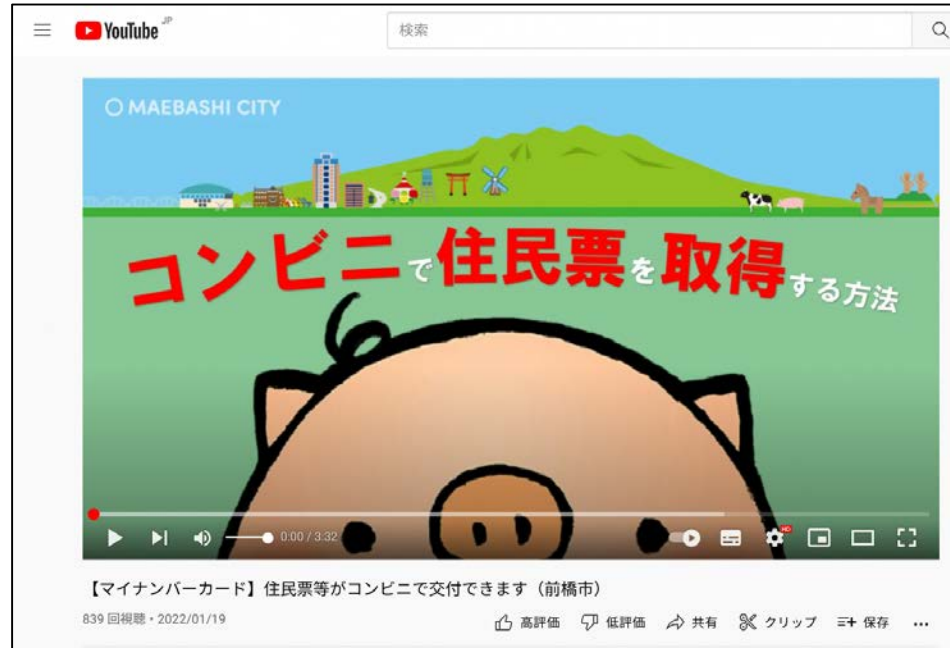 YouTube JP
検索
MAEBASHI CITY
コンビニで住民票を取得する方法
0:00 / 3:32
HD
【マイナンバーカード】住民票等がコンビニで交付できます（前橋市）
839 回視聴・2022/01/19
高評価 低評価 共有 クリップ 保存 …